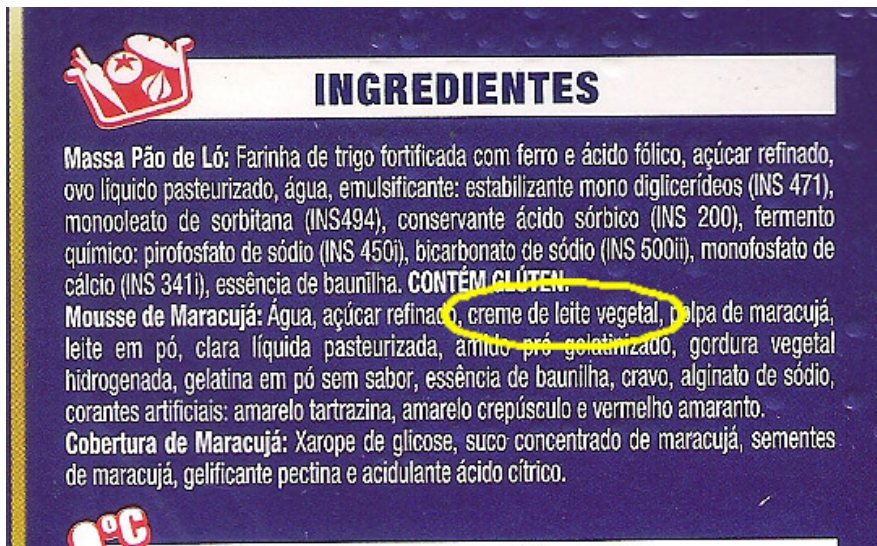 INGREDIENTES
Massa Pão de Ló: Farinha de trigo fortificada com ferro e ácido fólico, açúcar refinado,
ovo líquido pasteurizado, água, emulsificante: estabilizante mono diglicerídeos (INS 471),
monooleato de sorbitana (INS494), conservante ácido sórbico (INS 200), fermento
químico: pirofosfato de sódio (INS 450i), bicarbonato de sódio (INS 500ii), monofosfato de
cálcio (INS 341i), essência de baunilha. CONTÉM GLÚTEN.
Mousse de Maracujá: Água, açúcar refinado, creme de leite vegetal, polpa de maracujá,
leite em pó, clara líquida pasteurizada, amido pré gelatinizado, gordura vegetal
hidrogenada, gelatina em pó sem sabor, essência de baunilha, cravo, alginato de sódio,
corantes artificiais: amarelo tartrazina, amarelo crepúsculo e vermelho amaranto.
Cobertura de Maracujá: Xarope de glicose, suco concentrado de maracujá, sementes
de maracujá, gelificante pectina e acidulante ácido cítrico.
ºC